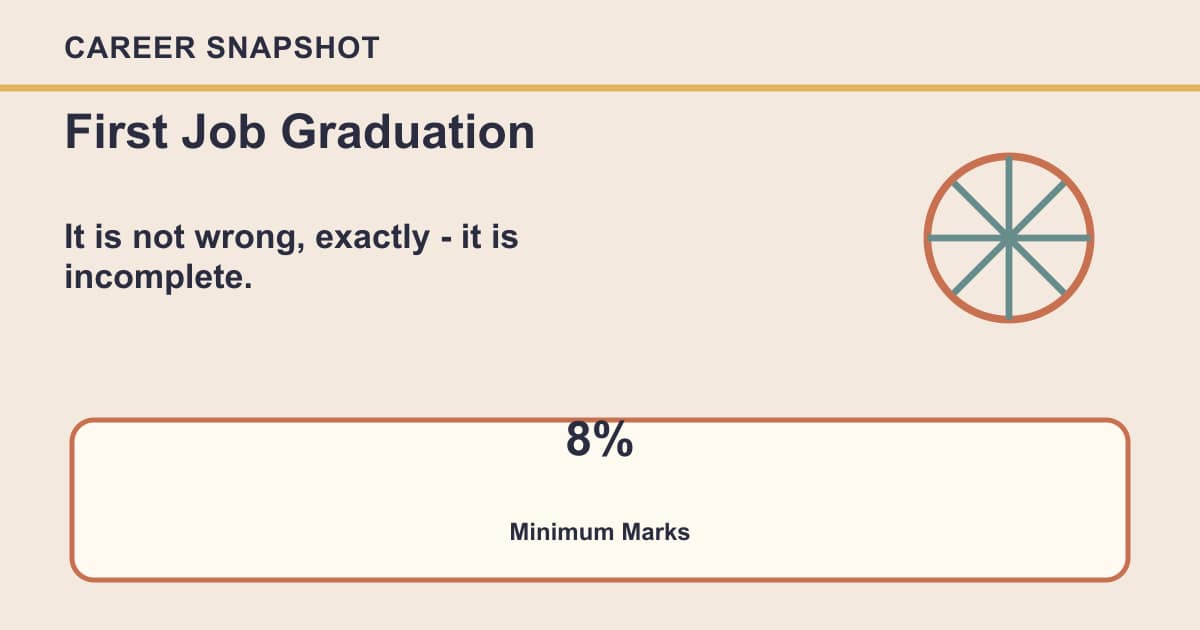 CAREER SNAPSHOT
First Job Graduation
It is not wrong, exactly - it is
incomplete.
8%
Minimum Marks